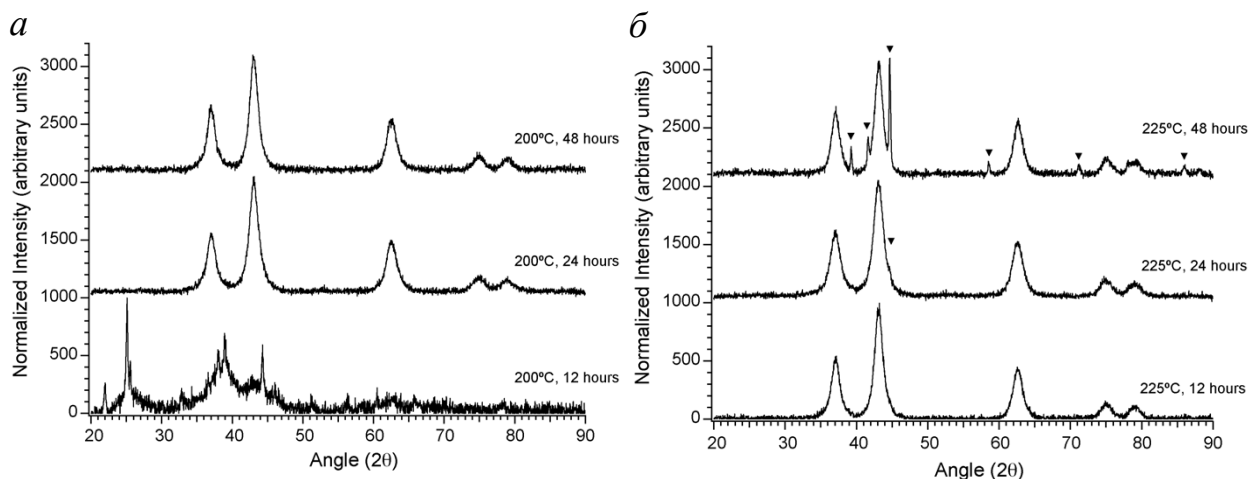 а
б
Normalized Intensity (arbitrary units)
3000
2500
2000
1500
1000
500
0
200ºC, 48 hours
200ºC, 24 hours
200ºC, 12 hours
20 30 40 50 60 70 80 90
Angle (2θ)
Normalized Intensity (arbitrary units)
3000
2500
2000
1500
1000
500
0
225ºC, 48 hours
225ºC, 24 hours
225ºC, 12 hours
20 30 40 50 60 70 80 90
Angle (2θ)